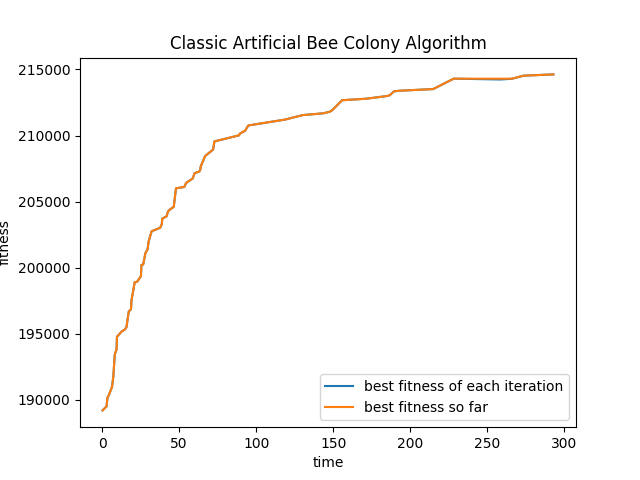 Classic Artificial Bee Colony Algorithm
215000
210000
205000
200000
195000
190000
fitness
best fitness of each iteration
best fitness so far
0 50 100 150 200 250 300
time